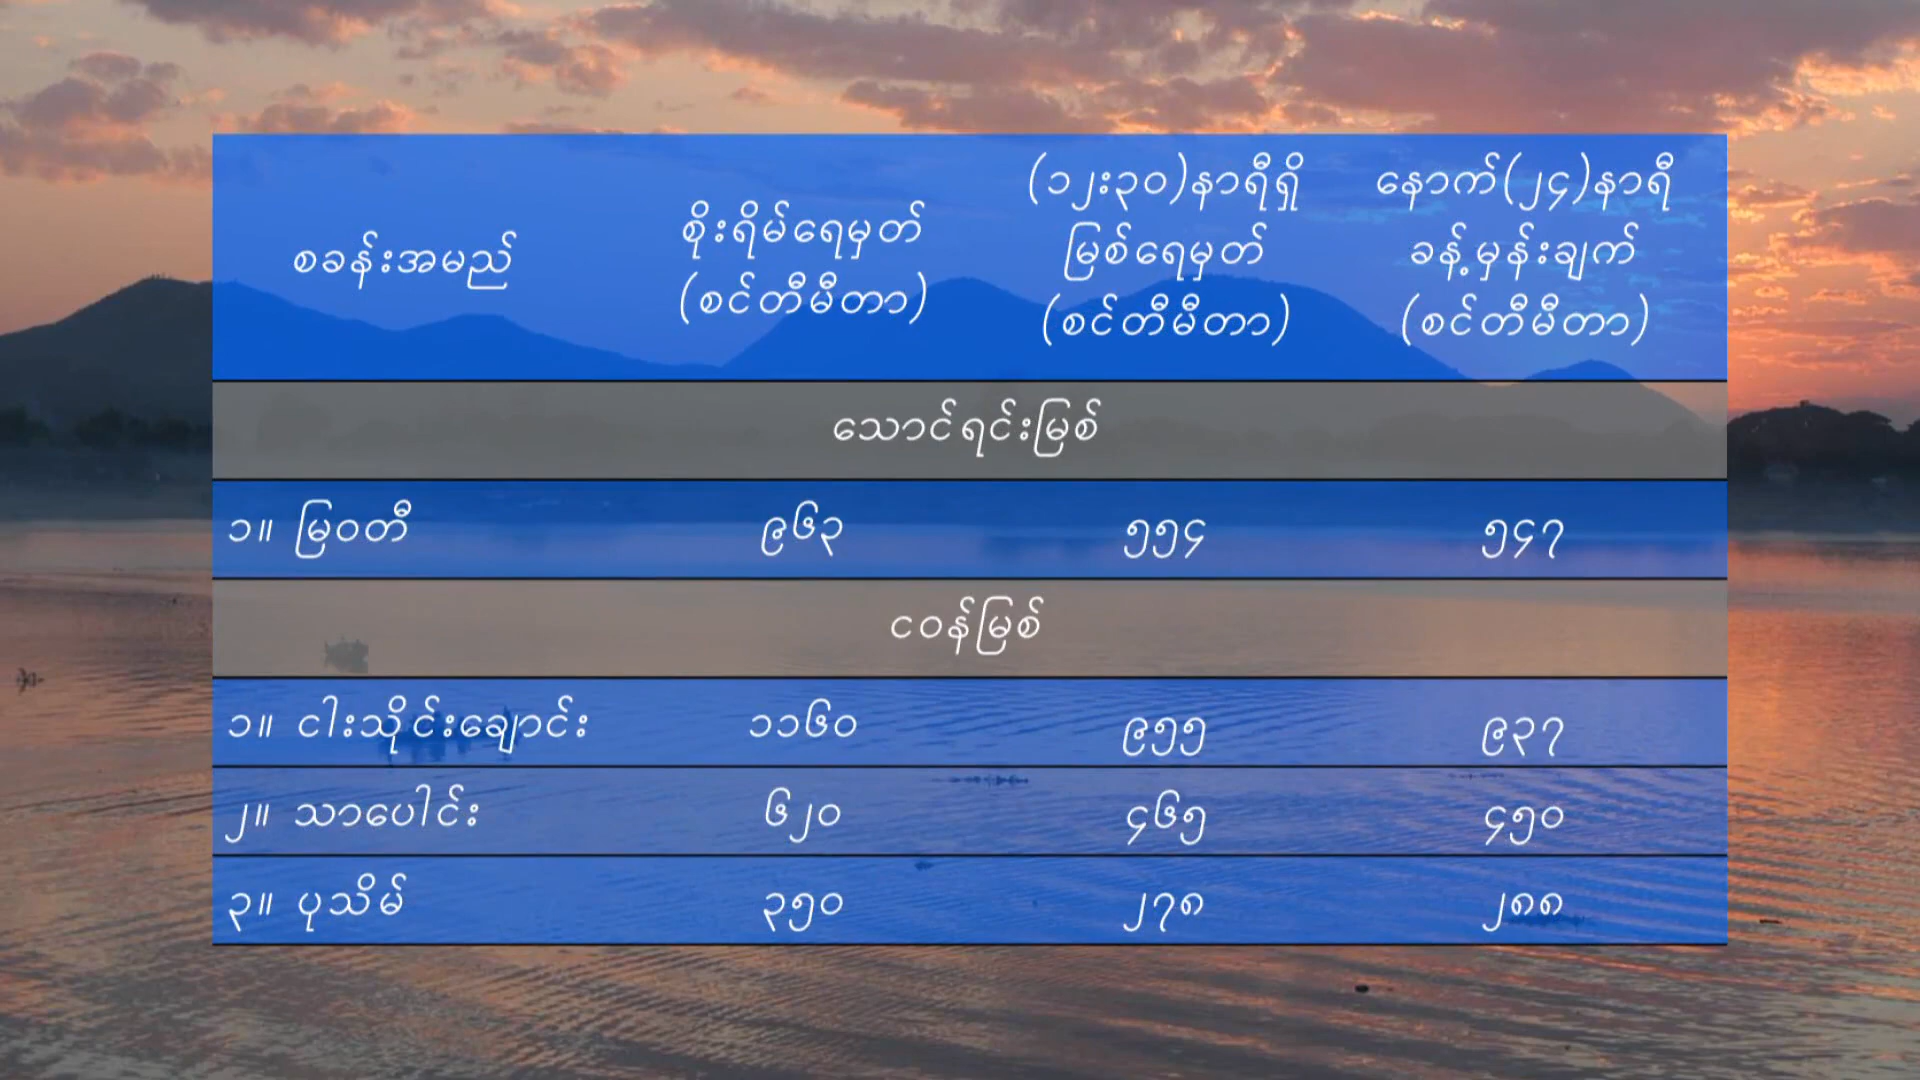 စခန်းအမည်
စိုးရိမ်ရေမှတ်
(စင်တီမီတာ)
(၁၂း၃၀)နာရီရှိ
မြစ်ရေမှတ်
(စင်တီမီတာ)
နောက်(၂၄)နာရီ
ခန့်မှန်းချက်
(စင်တီမီတာ)
သောင်ရင်းမြစ်
၁။ မြဝတီ ၉၆၃ ၅၅၄ ၅၄၇
ငဝန်မြစ်
၁။ ငါးသိုင်းချောင်း ၁၁၆၀ ၉၅၅ ၉၃၇
၂။ သာပေါင်း ၆၂၀ ၄၆၅ ၄၅၀
၃။ ပုသိမ် ၃၅၀ ၂၇၈ ၂၈၈